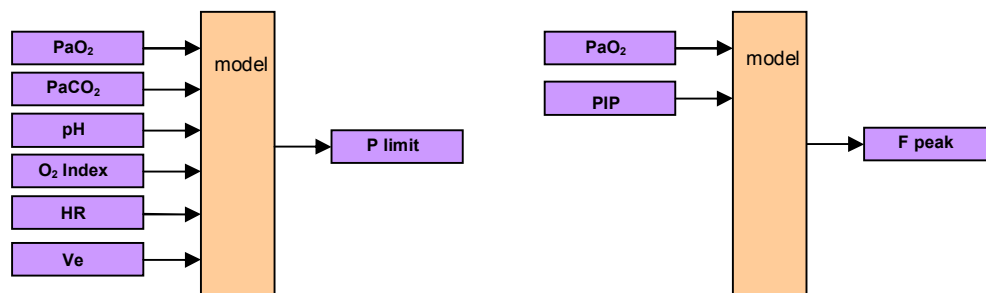 PaO₂
model
PaCO₂
pH
P limit
O₂ Index
HR
Ve
PaO₂
model
PIP
F peak